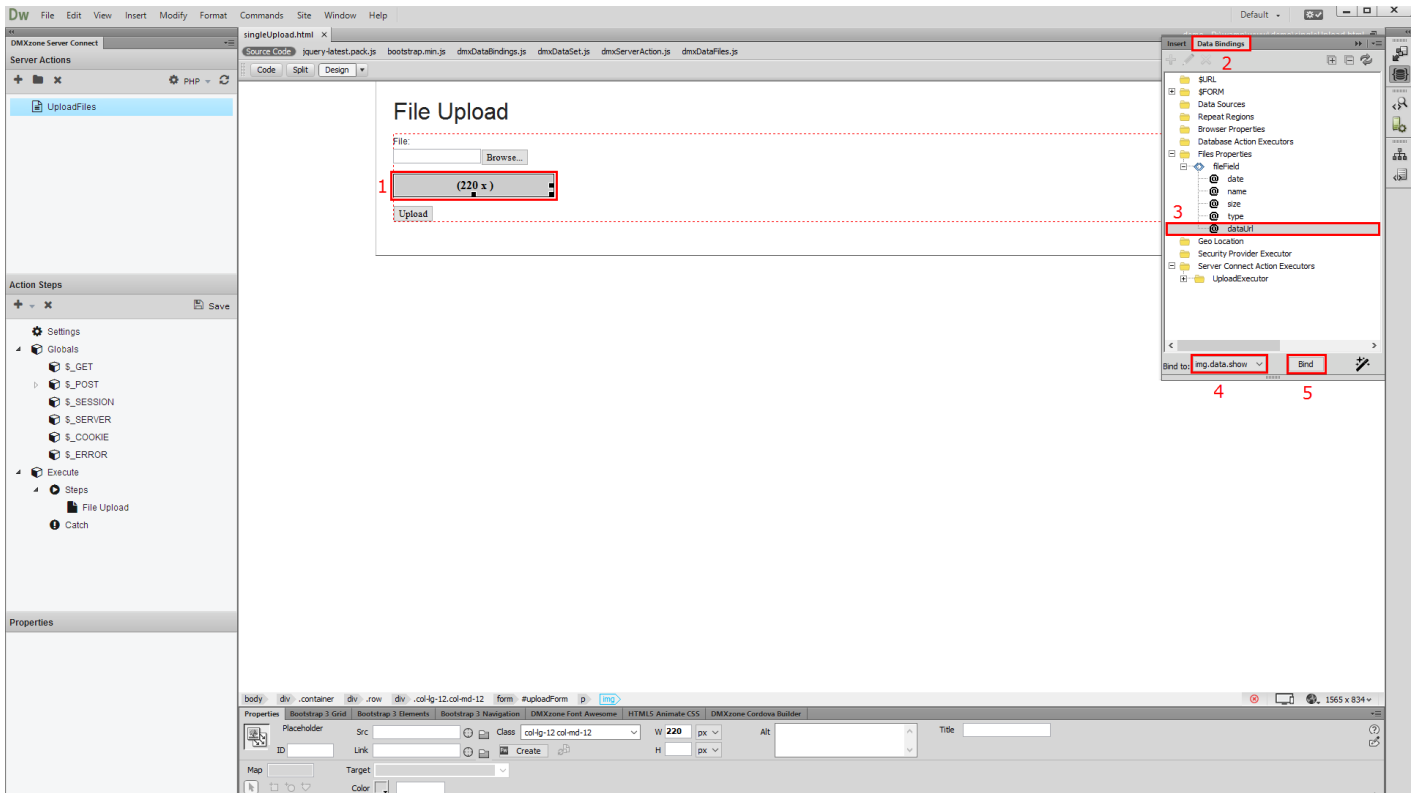 Dw File Edit View Insert Modify Format Commands Site Window Help Default
DMXzone Server Connect
Server Actions
PHP
UploadFiles
singleUpload.html ×
Source Code jquery-latest.pack.js bootstrap.min.js dmxDataBindings.js dmxDataSet.js dmxServerAction.js dmxDataFiles.js
Code Split Design
File Upload
File:
Browse...
1
(220 x )
Upload
Insert Data Bindings
2
$URL
$FORM
Data Sources
Repeat Regions
Browser Properties
Database Action Executors
Files Properties
fileField
@ date
@ name
@ size
@ type
3
@ dataUrl
Geo Location
Security Provider Executor
Server Connect Action Executors
UploadExecutor
Bind to: img.data.show Bind
4 5
Action Steps
Save
Settings
Globals
$_GET
$_POST
$_SESSION
$_SERVER
$_COOKIE
$_ERROR
Execute
Steps
File Upload
Catch
Properties
body div .container div .row div .col-lg-12.col-md-12 form #uploadForm p img
1565 x 834
Properties Bootstrap 3 Grid Bootstrap 3 Elements Bootstrap 3 Navigation DMXzone Font Awesome HTML5 Animate CSS DMXzone Cordova Builder
Placeholder Src Class col-lg-12 col-md-12 W 220 px Alt Title
ID Link Create H px
Map Target
Color